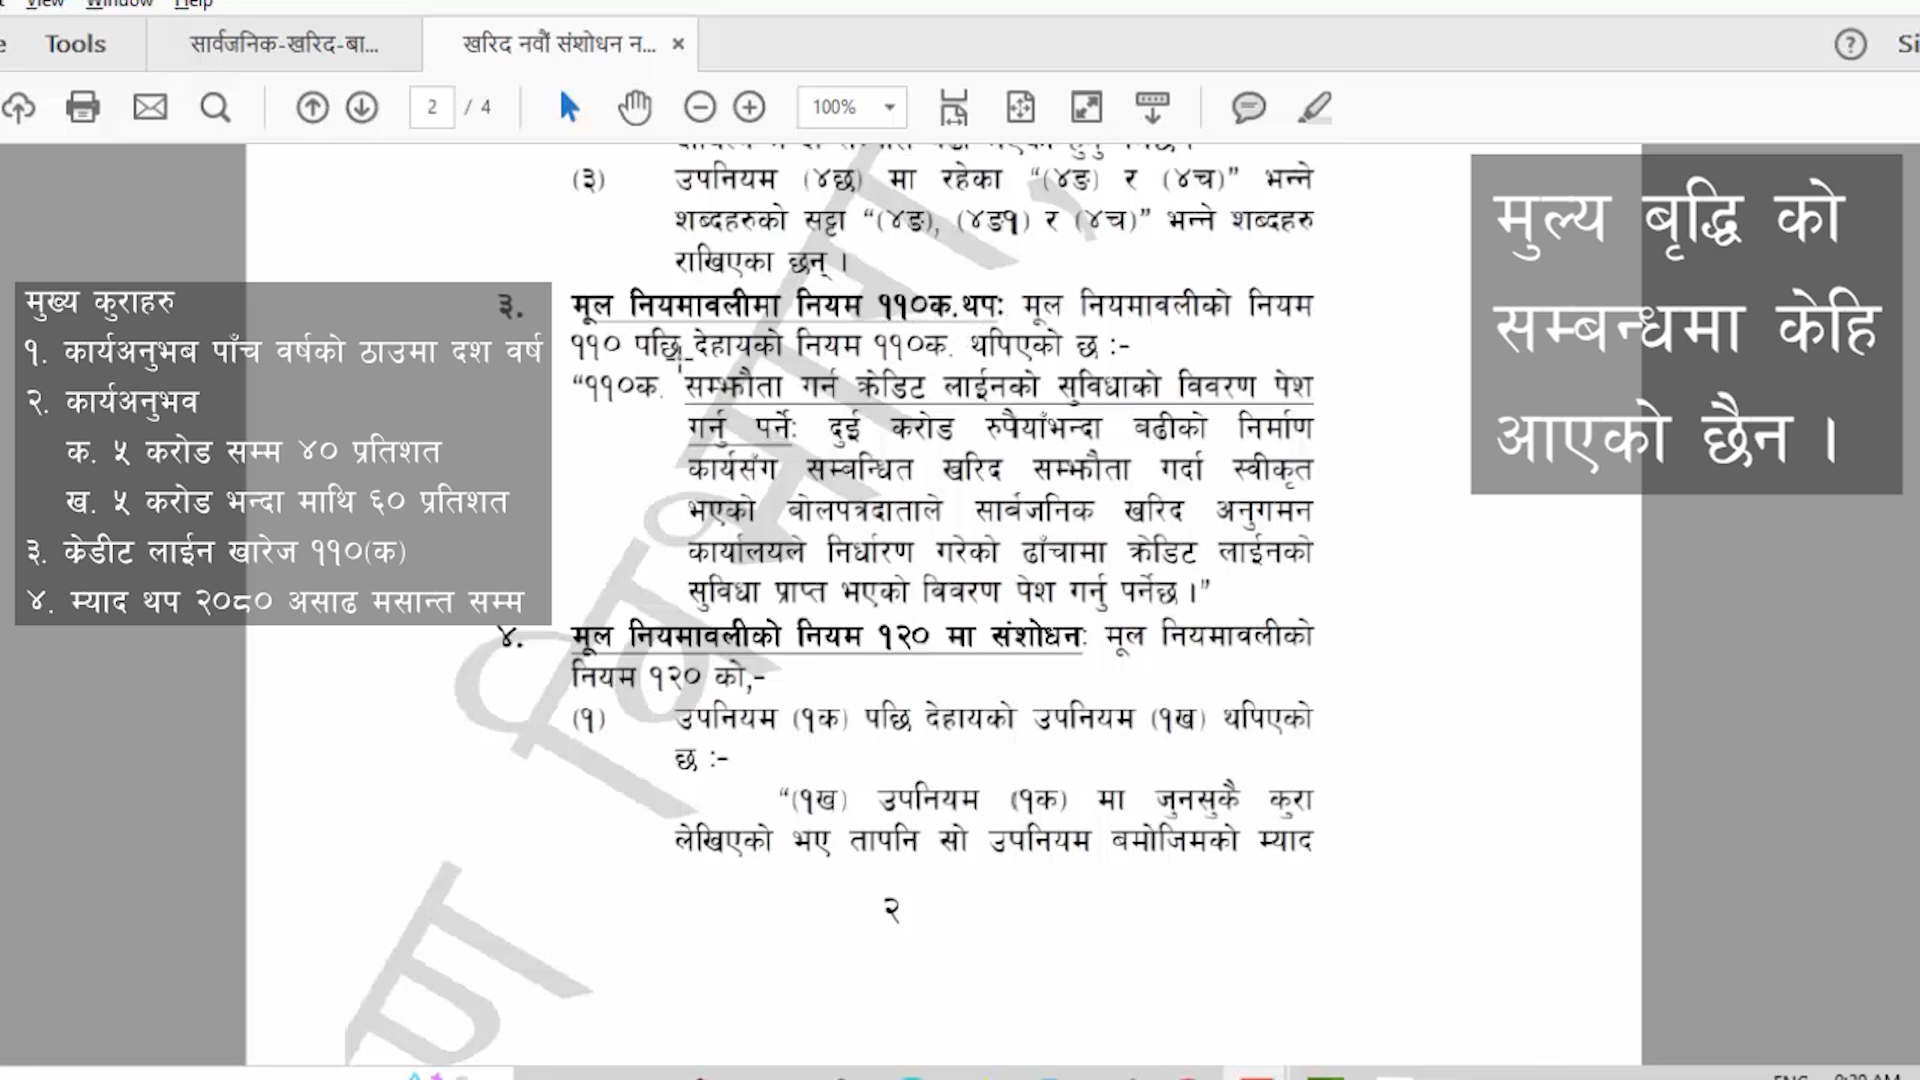 View Window Help
Tools
सार्वजनिक-खरिद-बा...
खरिद नवौं संशोधन न... ×
2 / 4
100%
(३) उपनियम (४छ) मा रहेका “(४ङ) र (४च)” भन्ने
शब्दहरुको सट्टा “(४ङ), (४ङ१) र (४च)” भन्ने शब्दहरु
राखिएका छन् ।
३. मूल नियमावलीमा नियम ११०क.थपः मूल नियमावलीको नियम
११० पछि देहायको नियम ११०क. थपिएको छ :-
“११०क. सम्झौता गर्न क्रेडिट लाईनको सुविधाको विवरण पेश
गर्नु पर्नेः दुई करोड रुपैयाँभन्दा बढीको निर्माण
कार्यसंग सम्बन्धित खरिद सम्झौता गर्दा स्वीकृत
भएको बोलपत्रदाताले सार्वजनिक खरिद अनुगमन
कार्यालयले निर्धारण गरेको ढाँचामा क्रेडिट लाईनको
सुविधा प्राप्त भएको विवरण पेश गर्नु पर्नेछ ।”
४. मूल नियमावलीको नियम १२० मा संशोधनः मूल नियमावलीको
नियम १२० को,-
(१) उपनियम (१क) पछि देहायको उपनियम (१ख) थपिएको
छ :-
“(१ख) उपनियम (१क) मा जुनसुकै कुरा
लेखिएको भए तापनि सो उपनियम बमोजिमको म्याद
२
मुख्य कुराहरु
१. कार्यअनुभब पाँच वर्षको ठाउमा दश वर्ष
२. कार्यअनुभव
क. ५ करोड सम्म ४० प्रतिशत
ख. ५ करोड भन्दा माथि ६० प्रतिशत
३. क्रेडीट लाईन खारेज ११०(क)
४. म्याद थप २०८० असाढ मसान्त सम्म
मुल्य बृद्धि को
सम्बन्धमा केहि
आएको छैन ।